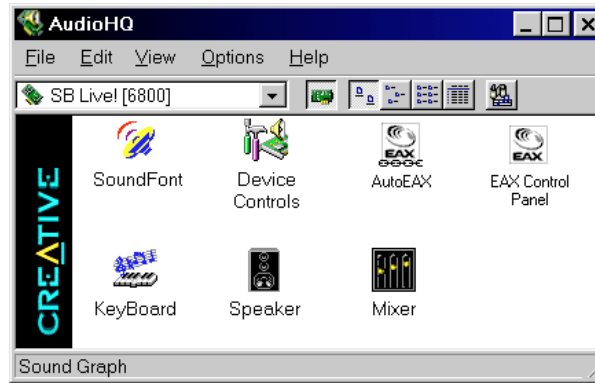 AudioHQ
File Edit View Options Help
SB Live! [6800]
CREATIVE
SoundFont
Device
Controls
EAX
AutoEAX
EAX
EAX Control
Panel
KeyBoard
Speaker
Mixer
Sound Graph